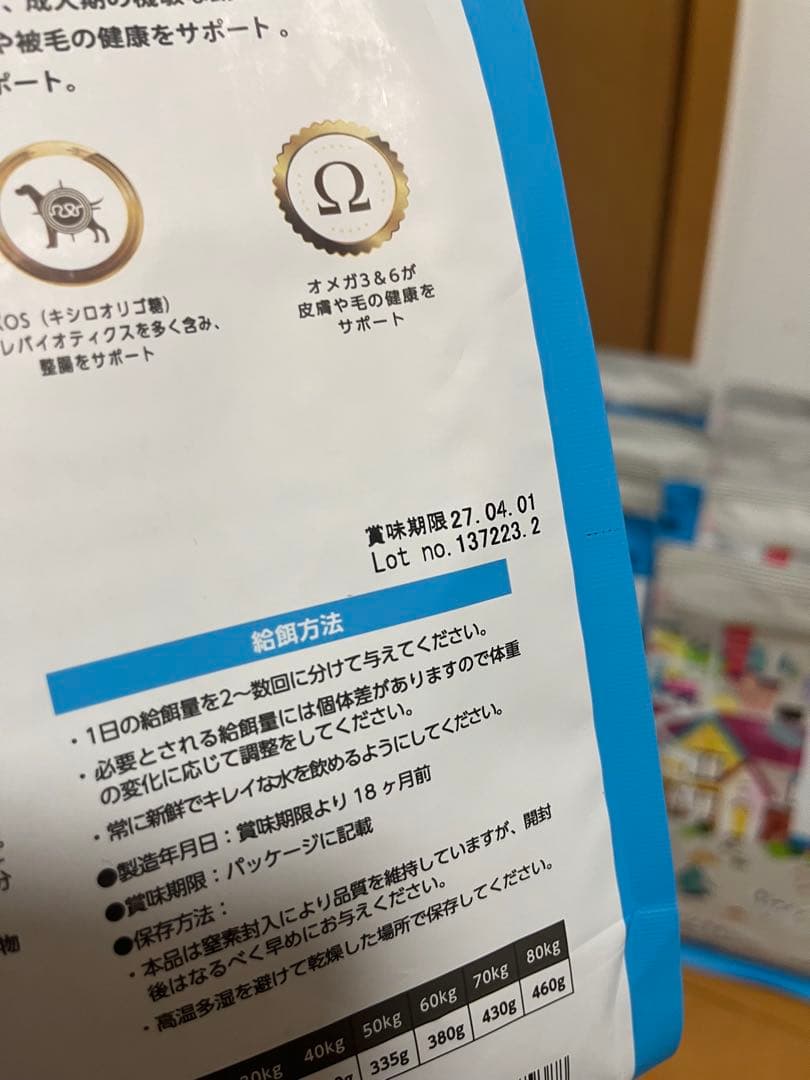 や被毛の健康をサポート。
ポート。
Ω
OS(キシロオリゴ糖)
レバイオティクスを多く含み、
整腸をサポート
オメガ3&6が
皮膚や毛の健康を
サポート
賞味期限27.04.01
Lot no.137223.2
給餌方法
・1日の給餌量を2〜数回に分けて与えてください。
・必要とされる給餌量には個体差がありますので体重
の変化に応じて調整をしてください。
・常に新鮮でキレイな水を飲めるようにしてください。
●製造年月日:賞味期限より18ヶ月前
●賞味期限:パッケージに記載
●保存方法:
・本品は窒素封入により品質を維持していますが、開封
後はなるべく早めにお与えください。
・高温多湿を避けて乾燥した場所で保存してください。
分
物
40kg 50kg 60kg 70kg 80kg
335g 380g 430g 460g